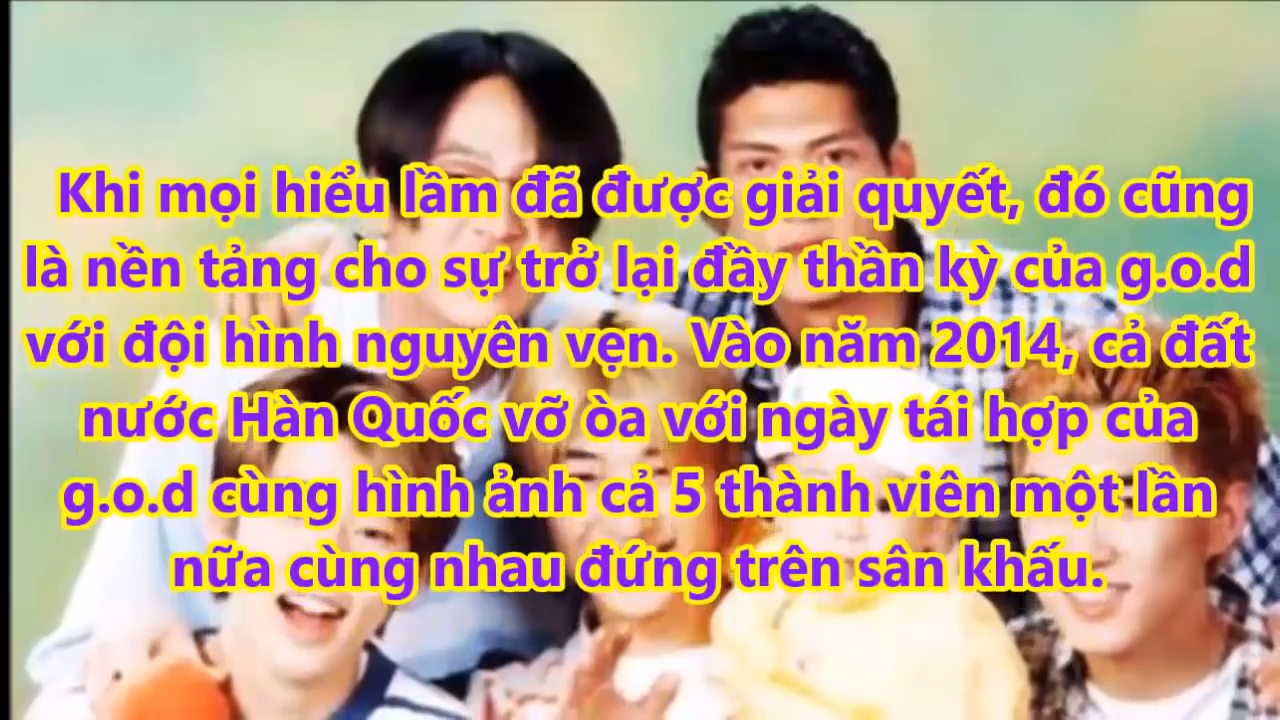 Khi mọi hiểu lầm đã được giải quyết, đó cũng
là nền tảng cho sự trở lại đầy thần kỳ của g.o.d
với đội hình nguyên vẹn. Vào năm 2014, cả đất
nước Hàn Quốc vỡ òa với ngày tái hợp của
g.o.d cùng hình ảnh cả 5 thành viên một lần
nữa cùng nhau đứng trên sân khấu.